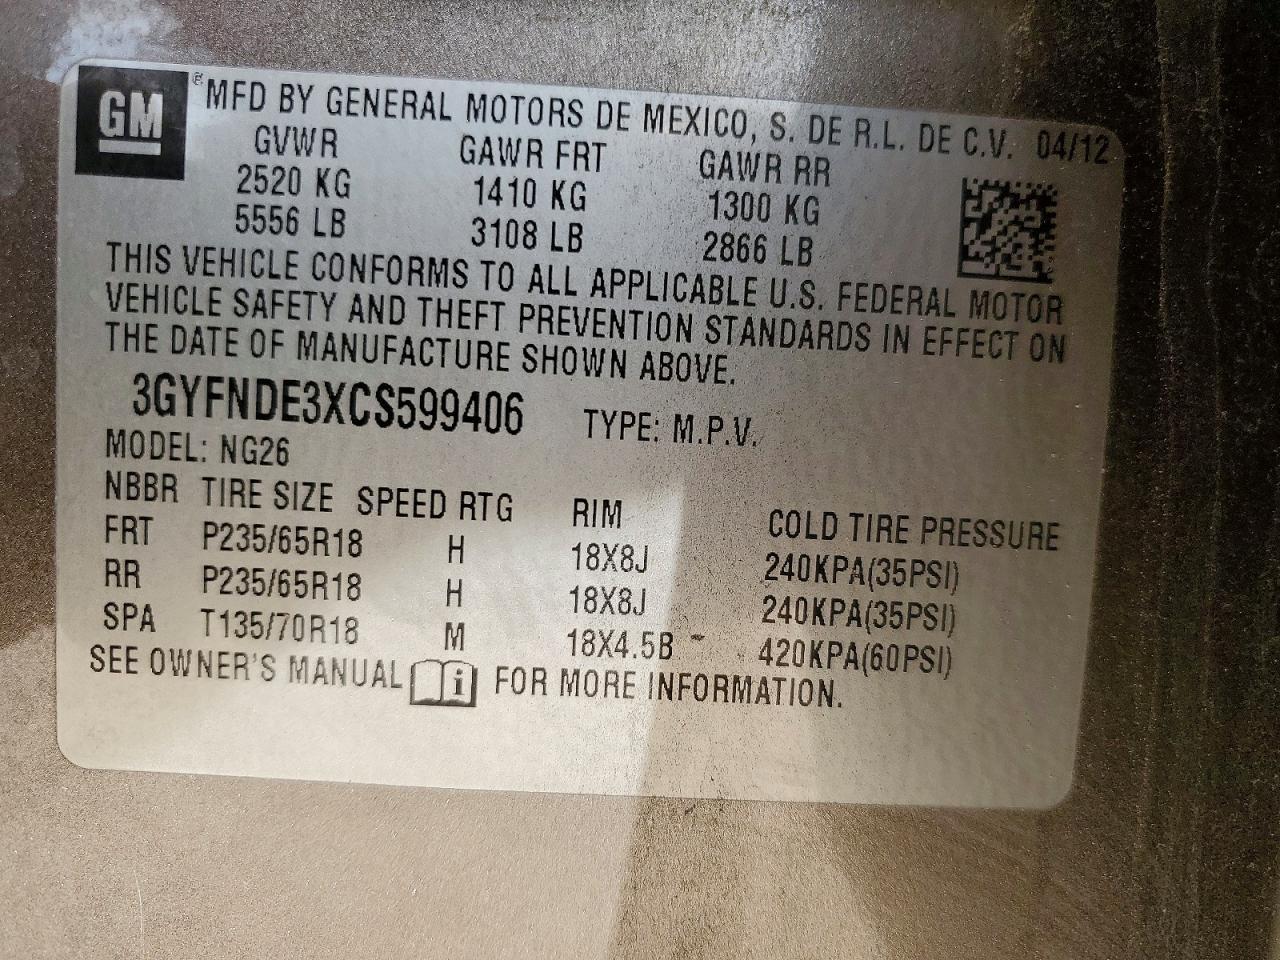 GM ® MFD BY GENERAL MOTORS DE MEXICO, S. DE R.L. DE C.V. 04/12
GVWR GAWR FRT GAWR RR
2520 KG 1410 KG 1300 KG
5556 LB 3108 LB 2866 LB
THIS VEHICLE CONFORMS TO ALL APPLICABLE U.S. FEDERAL MOTOR
VEHICLE SAFETY AND THEFT PREVENTION STANDARDS IN EFFECT ON
THE DATE OF MANUFACTURE SHOWN ABOVE.
3GYFNDE3XCS599406 TYPE: M.P.V.
MODEL: NG26
NBBR TIRE SIZE SPEED RTG RIM COLD TIRE PRESSURE
FRT P235/65R18 H 18X8J 240KPA(35PSI)
RR P235/65R18 H 18X8J 240KPA(35PSI)
SPA T135/70R18 M 18X4.5B 420KPA(60PSI)
SEE OWNER'S MANUAL i FOR MORE INFORMATION.